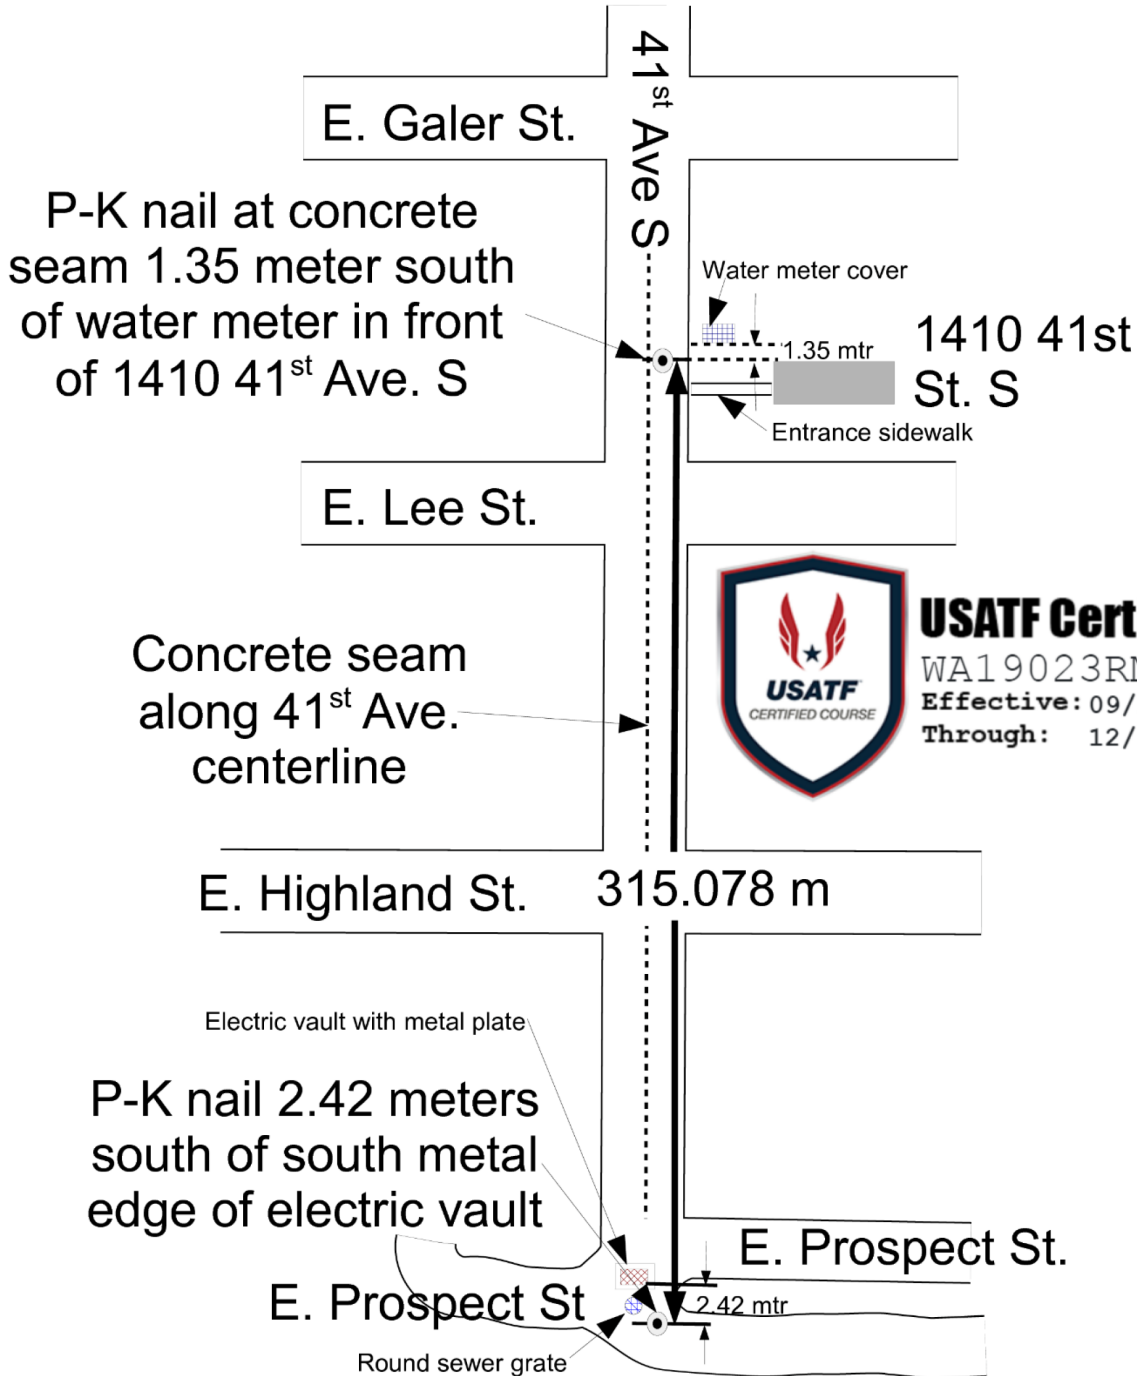 41st Ave S
E. Galer St.
P-K nail at concrete
seam 1.35 meter south
of water meter in front
of 1410 41st Ave. S
Water meter cover
1.35 mtr
1410 41st
St. S
Entrance sidewalk
E. Lee St.
USATF
CERTIFIED COURSE
USATF Cert
WA19023RM
Effective: 09/
Through: 12/
Concrete seam
along 41st Ave.
centerline
E. Highland St.
315.078 m
Electric vault with metal plate
P-K nail 2.42 meters
south of south metal
edge of electric vault
E. Prospect St.
E. Prospect St
2.42 mtr
Round sewer grate